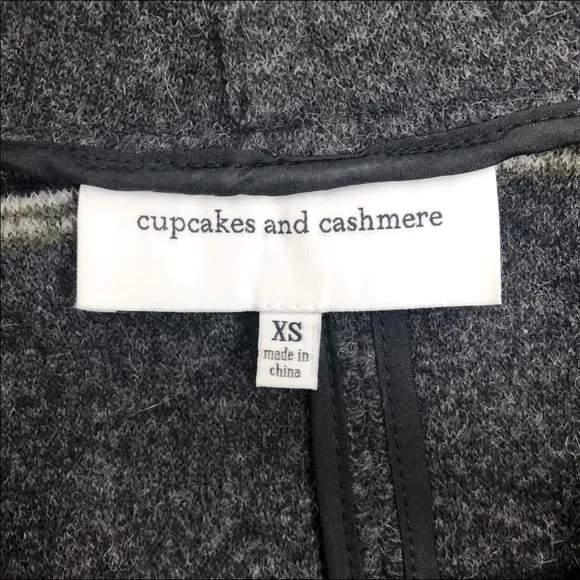 cupcakes and cashmere
XS
made in
china